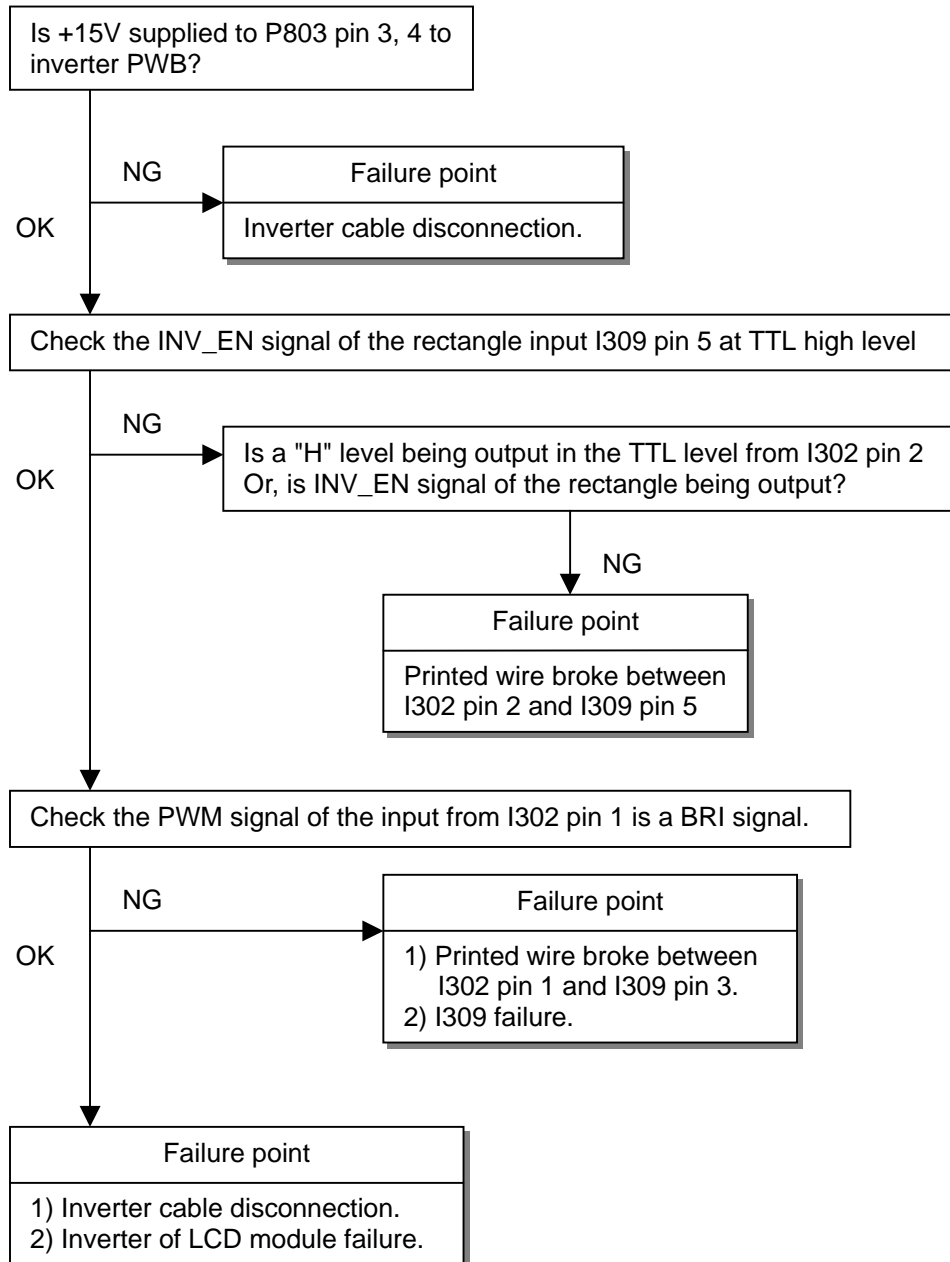 Is +15V supplied to P803 pin 3, 4 to
inverter PWB?
NG
Failure point
OK
Inverter cable disconnection.
Check the INV_EN signal of the rectangle input I309 pin 5 at TTL high level
NG
Is a "H" level being output in the TTL level from I302 pin 2
OK
Or, is INV_EN signal of the rectangle being output?
NG
Failure point
Printed wire broke between
I302 pin 2 and I309 pin 5
Check the PWM signal of the input from I302 pin 1 is a BRI signal.
NG
Failure point
OK
1) Printed wire broke between
I302 pin 1 and I309 pin 3.
2) I309 failure.
Failure point
1) Inverter cable disconnection.
2) Inverter of LCD module failure.